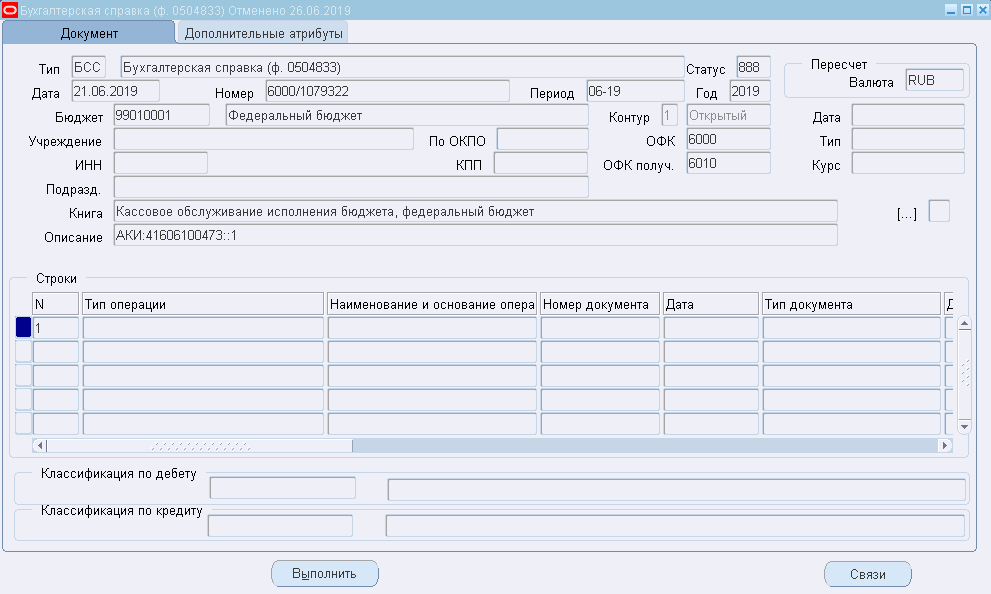 Бухгалтерская справка (ф. 0504833) Отменено 26.06.2019
Документ Дополнительные атрибуты
Тип БСС Бухгалтерская справка (ф. 0504833) Статус 888 Пересчет
Валюта RUB
Дата 21.06.2019 Номер 6000/1079322 Период 06-19 Год 2019
Бюджет 99010001 Федеральный бюджет Контур 1 Открытый Дата
Учреждение По ОКПО ОФК 6000 Тип
ИНН КПП ОФК получ. 6010 Курс
Подразд.
Книга Кассовое обслуживание исполнения бюджета, федеральный бюджет [...]
Описание АКИ:41606100473::1
Строки
N Тип операции Наименование и основание опера Номер документа Дата Тип документа Д
1
Классификация по дебету
Классификация по кредиту
Выполнить Связи